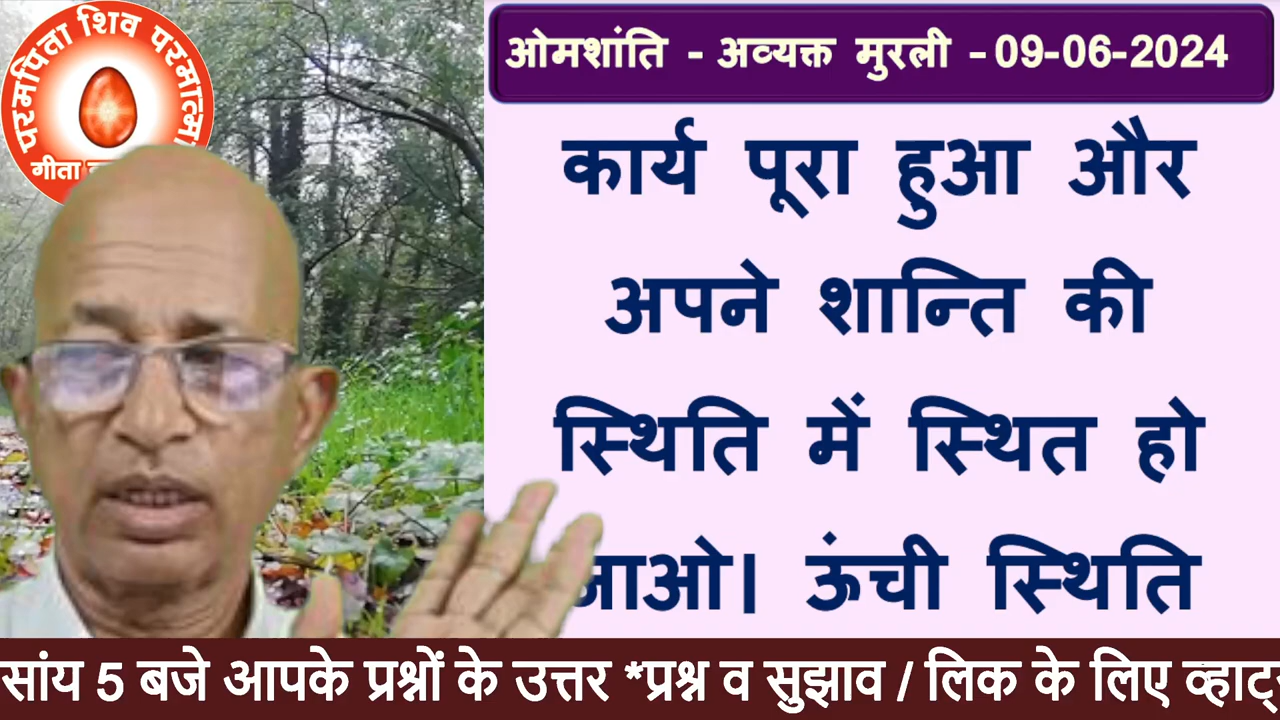 परमपिता शिव परमात्मा
गीता
ओमशांति - अव्यक्त मुरली - 09-06-2024
कार्य पूरा हुआ और
अपने शान्ति की
स्थिति में स्थित हो
जाओ। ऊंची स्थिति
सांय 5 बजे आपके प्रश्नों के उत्तर *प्रश्न व सुझाव / लिक के लिए